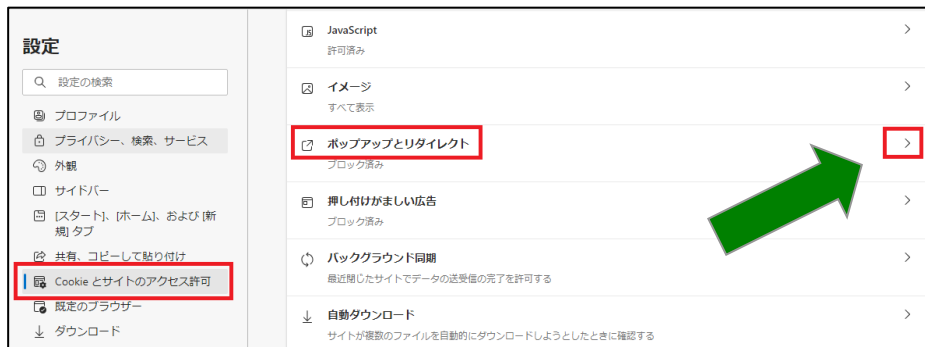 設定
設定の検索
プロファイル
プライバシー、検索、サービス
外観
サイドバー
[スタート]、[ホーム]、および [新
規] タブ
共有、コピーして貼り付け
Cookie とサイトのアクセス許可
既定のブラウザー
ダウンロード
JavaScript
許可済み
イメージ
すべて表示
ポップアップとリダイレクト
ブロック済み
押し付けがましい広告
ブロック済み
バックグラウンド同期
最近閉じたサイトでデータの送受信の完了を許可する
自動ダウンロード
サイトが複数のファイルを自動的にダウンロードしようとしたときに確認する